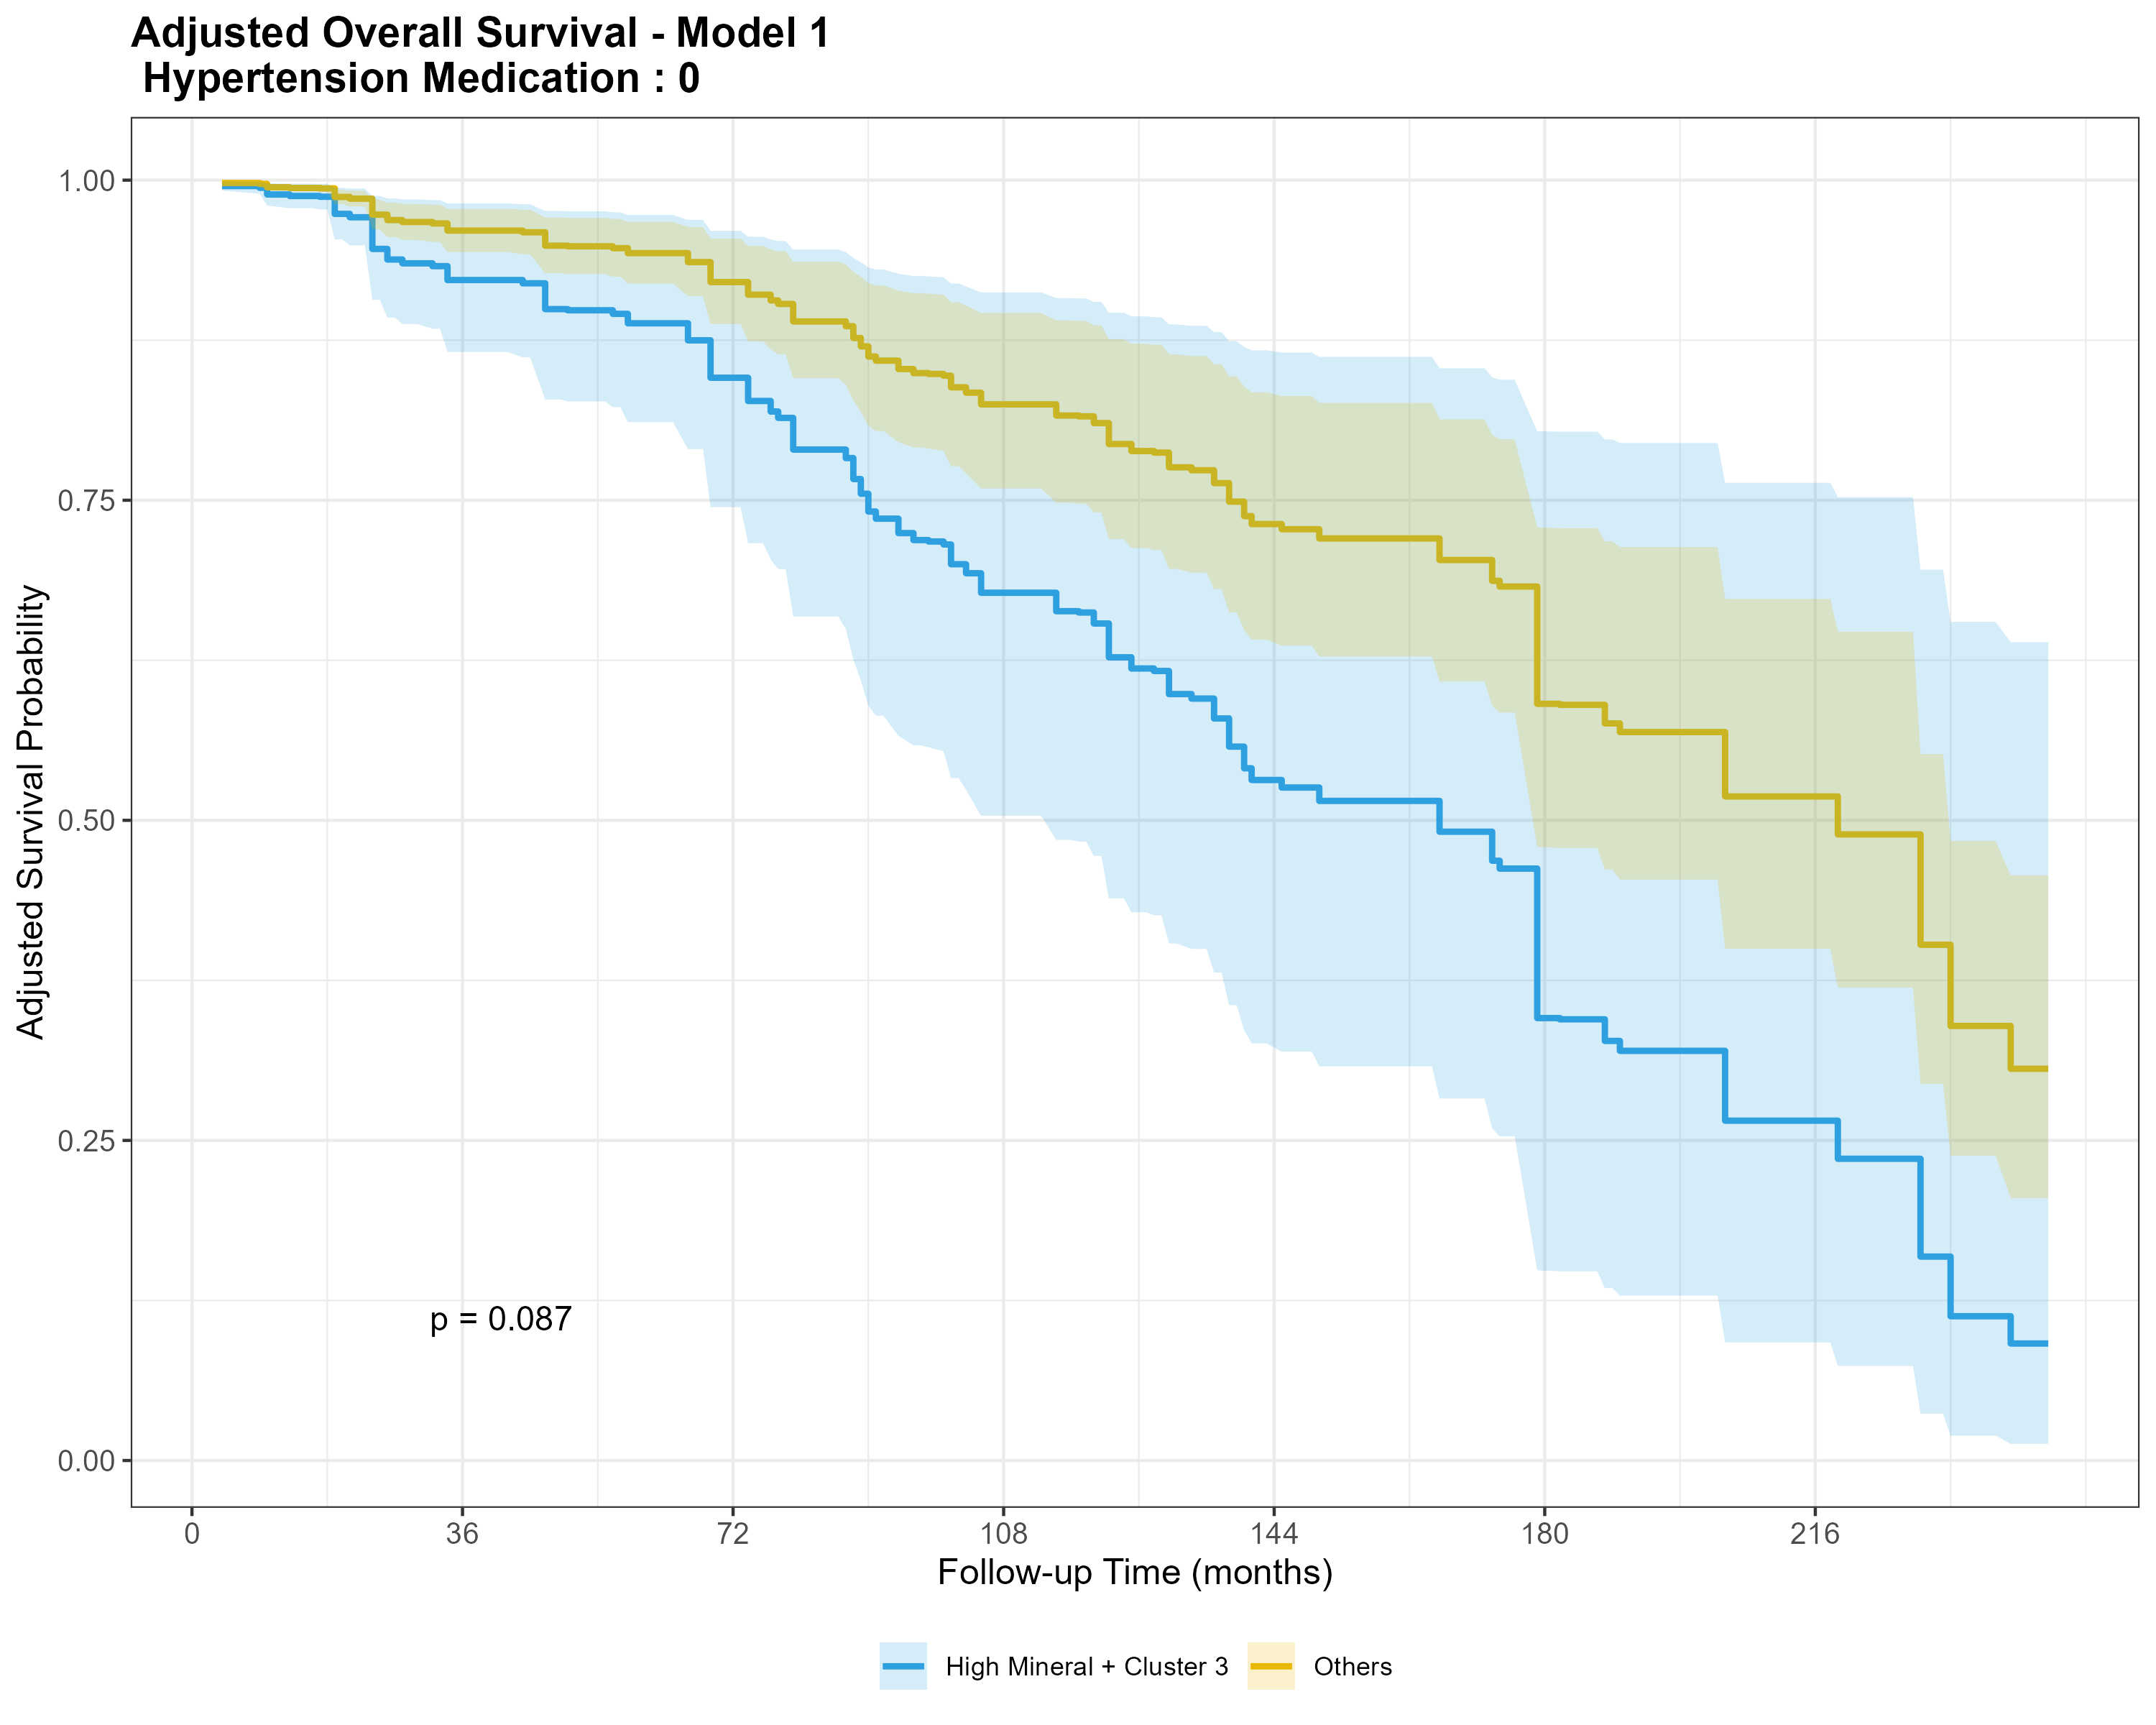 Adjusted Overall Survival - Model 1
Hypertension Medication : 0
Adjusted Survival Probability
1.00
0.75
0.50
0.25
0.00
p = 0.087
0 36 72 108 144 180 216
Follow-up Time (months)
High Mineral + Cluster 3 Others